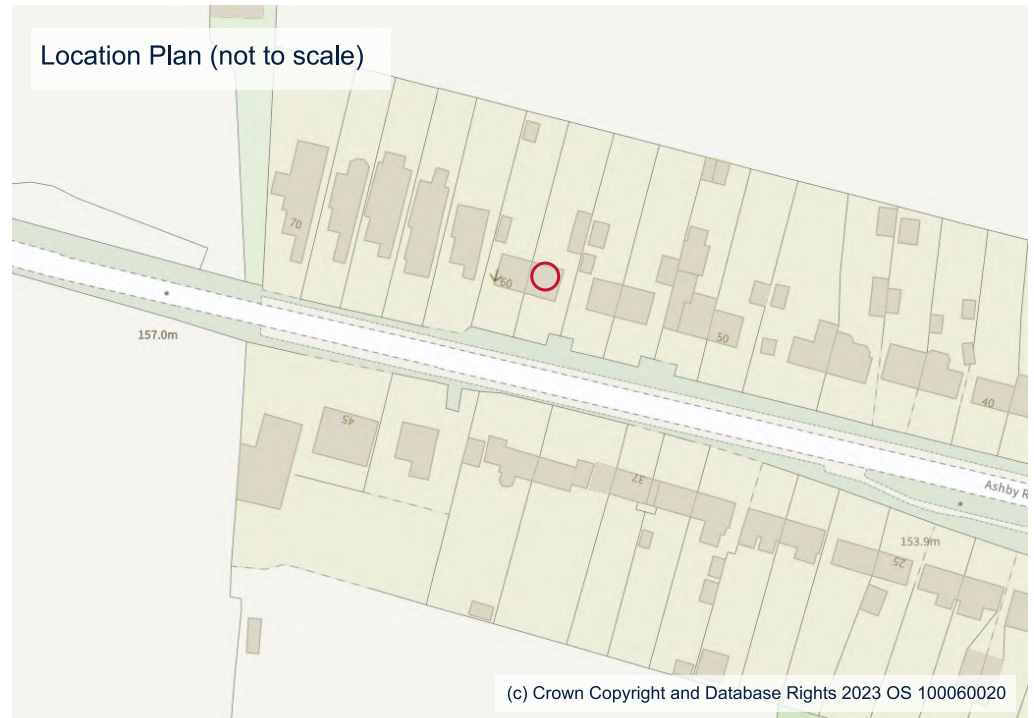 Location Plan (not to scale)
70
60
157.0m
50
40
45
37
Ashby R
153.9m
25
(c) Crown Copyright and Database Rights 2023 OS 100060020